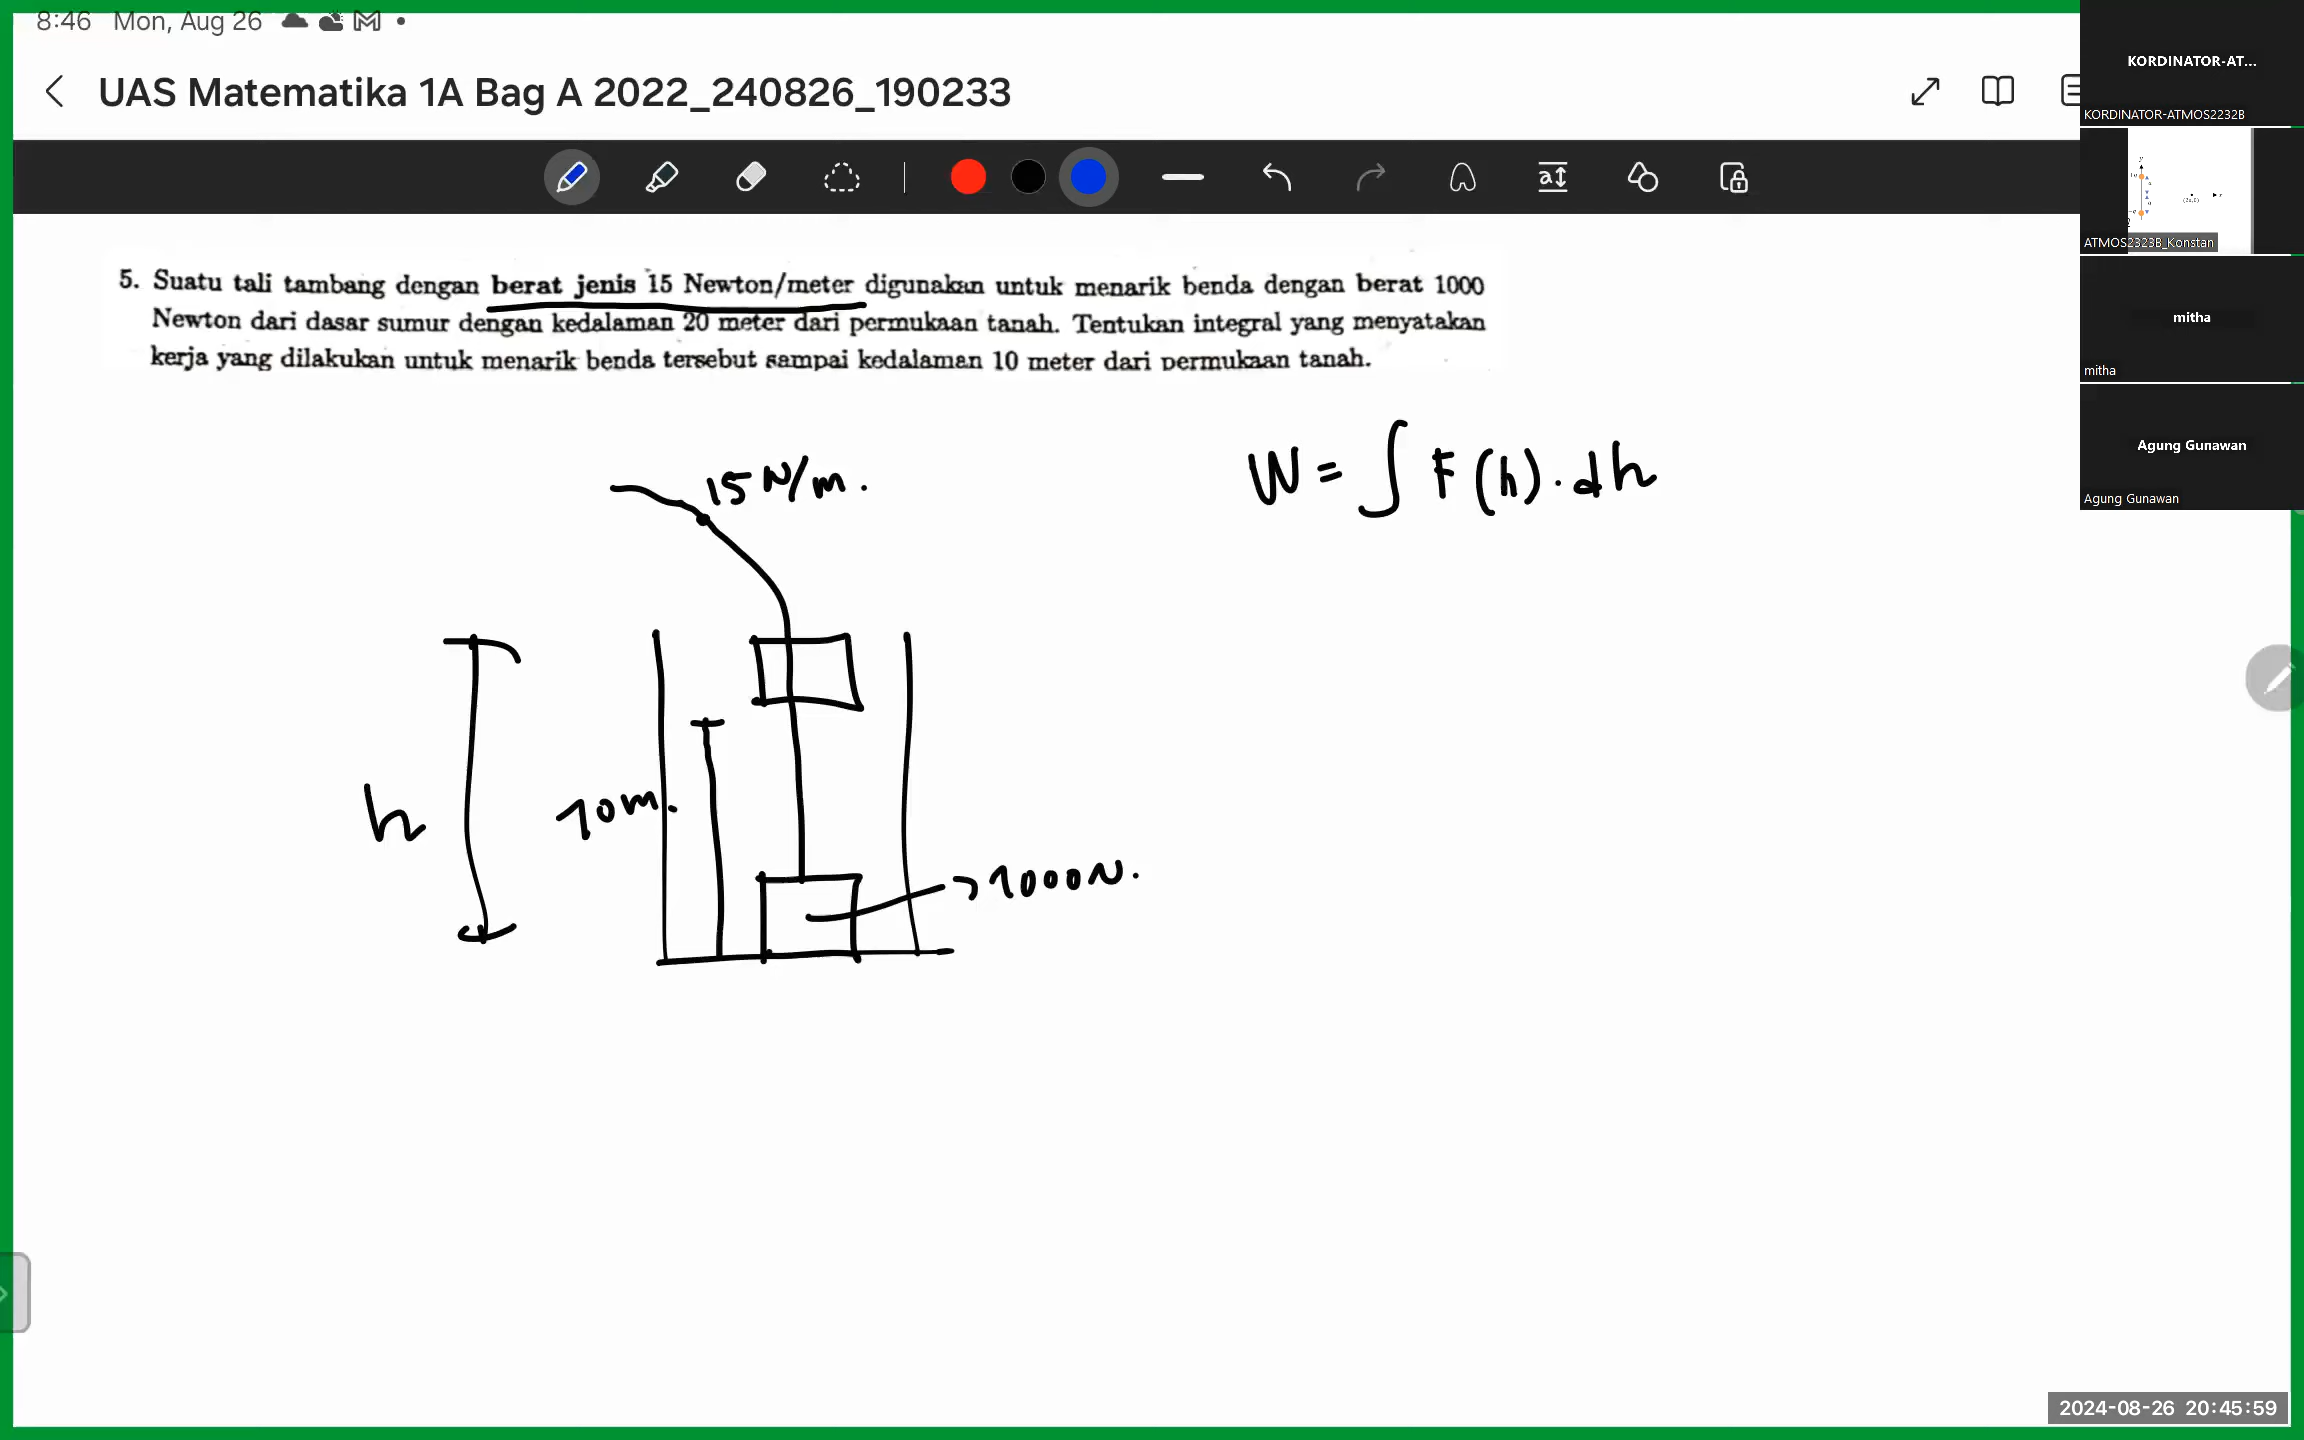 8:46 Mon, Aug 26
UAS Matematika 1A Bag A 2022_240826_190233
5. Suatu tali tambang dengan berat jenis 15 Newton/meter digunakan untuk menarik benda dengan berat 1000
Newton dari dasar sumur dengan kedalaman 20 meter dari permukaan tanah. Tentukan integral yang menyatakan
kerja yang dilakukan untuk menarik benda tersebut sampai kedalaman 10 meter dari permukaan tanah.
15 N/m.
W = ∫ F (h) . dh
h
10m.
1000N.
KORDINATOR-AT...
KORDINATOR-ATMOS2232B
ATMOS2323B_Konstan
mitha
mitha
Agung Gunawan
Agung Gunawan
2024-08-26 20:45:59